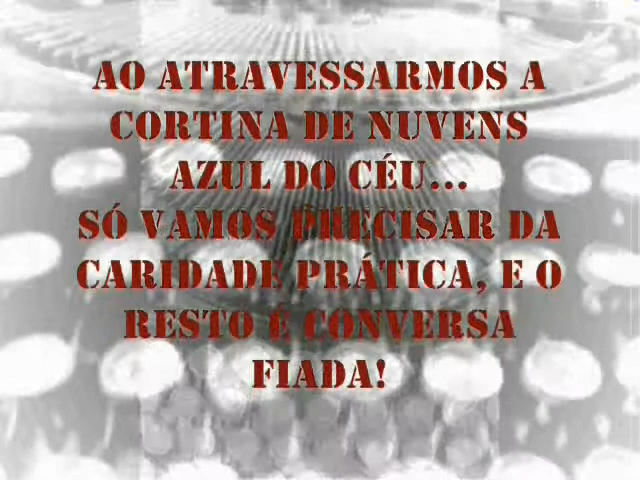 AO ATRAVESSARMOS A
CORTINA DE NUVENS
AZUL DO CÉU...
SÓ VAMOS PRECISAR DA
CARIDADE PRÁTICA, E O
RESTO É CONVERSA
FIADA!